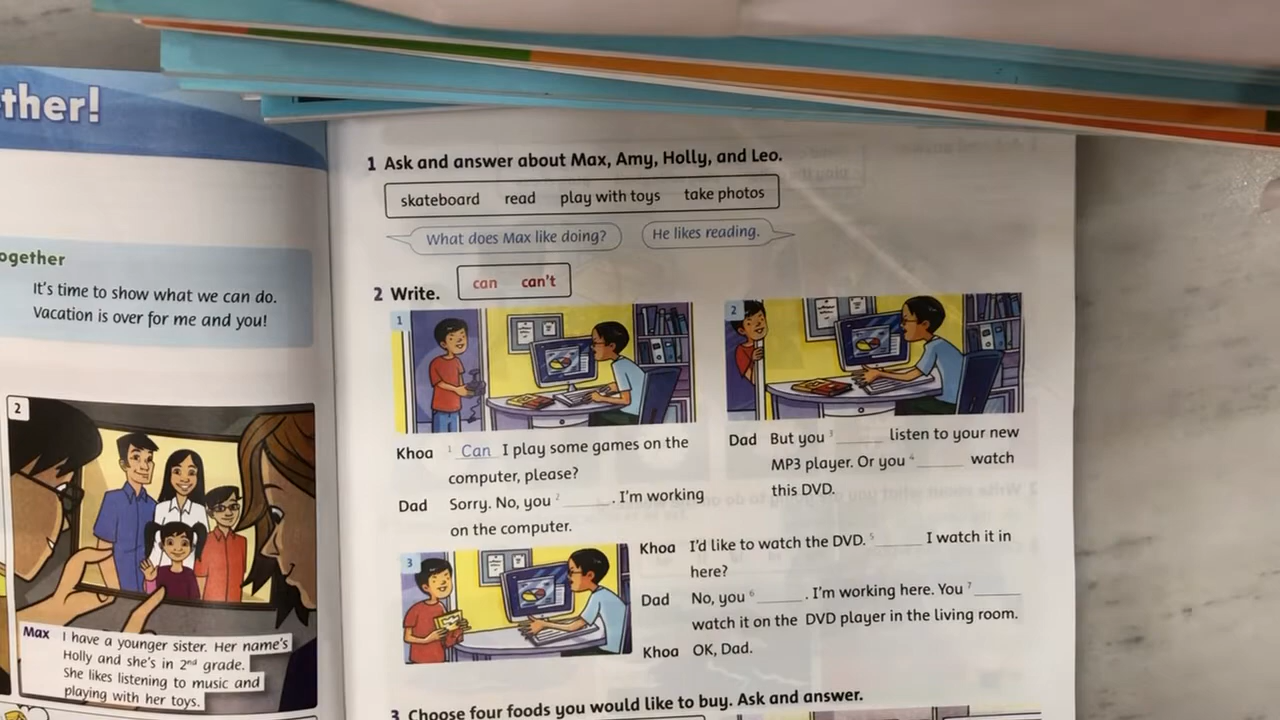 ther!
ogether
It's time to show what we can do.
Vacation is over for me and you!
2
Max I have a younger sister. Her name's
Holly and she's in 2nd grade.
She likes listening to music and
playing with her toys.
1 Ask and answer about Max, Amy, Holly, and Leo.
skateboard read play with toys take photos
What does Max like doing? He likes reading.
2 Write. can can't
1
Khoa 1 Can I play some games on the
computer, please?
Dad Sorry. No, you 2 ______. I'm working
on the computer.
2
Dad But you 3 ______ listen to your new
MP3 player. Or you 4 ______ watch
this DVD.
3
Khoa I'd like to watch the DVD. 5 ______ I watch it in
here?
Dad No, you 6 ______. I'm working here. You 7 ______
watch it on the DVD player in the living room.
Khoa OK, Dad.
3 Choose four foods you would like to buy. Ask and answer.